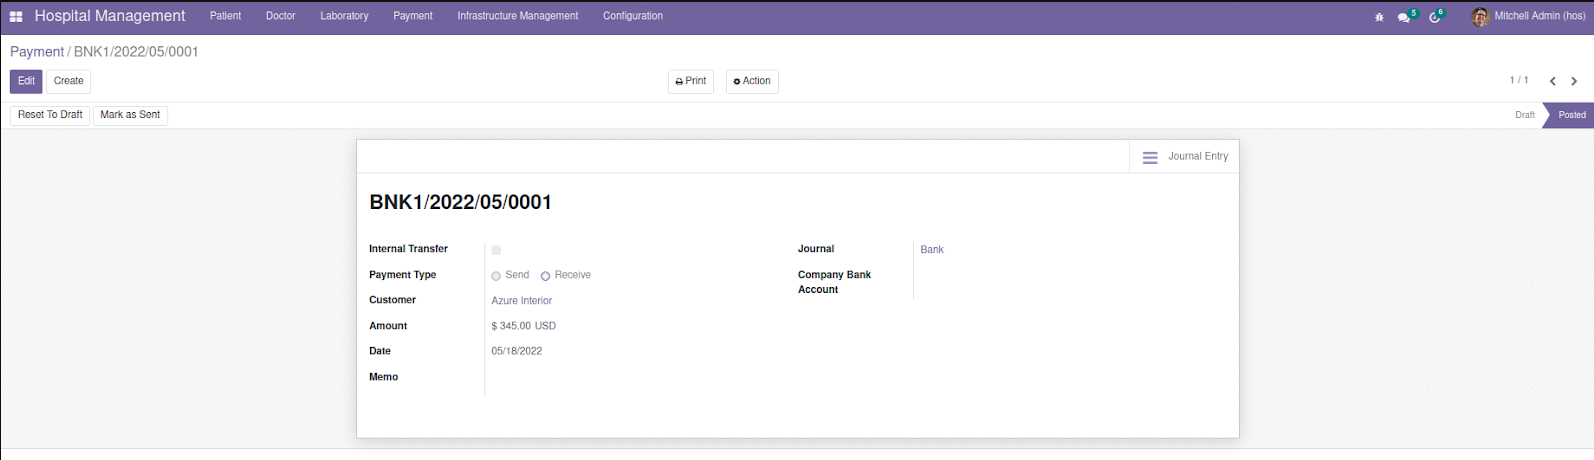 Hospital Management Patient Doctor Laboratory Payment Infrastructure Management Configuration 5 6 Mitchell Admin (hos)
Payment / BNK1/2022/05/0001
Edit Create Print Action 1 / 1
Reset To Draft Mark as Sent Draft Posted
Journal Entry
BNK1/2022/05/0001
Internal Transfer Journal Bank
Payment Type Send Receive Company Bank Account
Customer Azure Interior
Amount $ 345.00 USD
Date 05/18/2022
Memo